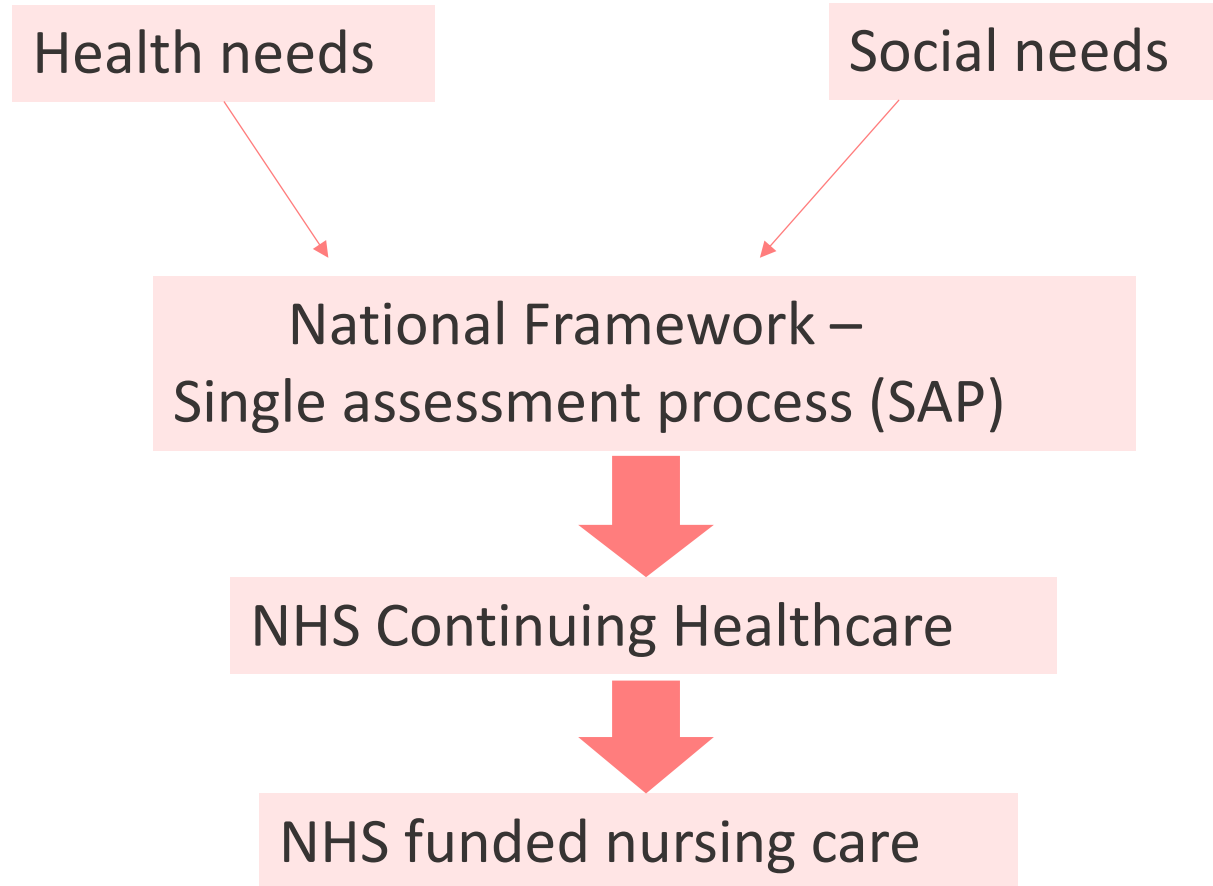 Health needs
Social needs
National Framework –
Single assessment process (SAP)
NHS Continuing Healthcare
NHS funded nursing care